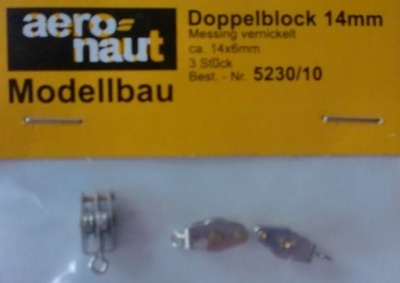 aero-
naut
Modellbau
Doppelblock 14mm
Messing vernickelt
ca. 14x6mm
3 Stück
Best. - Nr. 5230/10